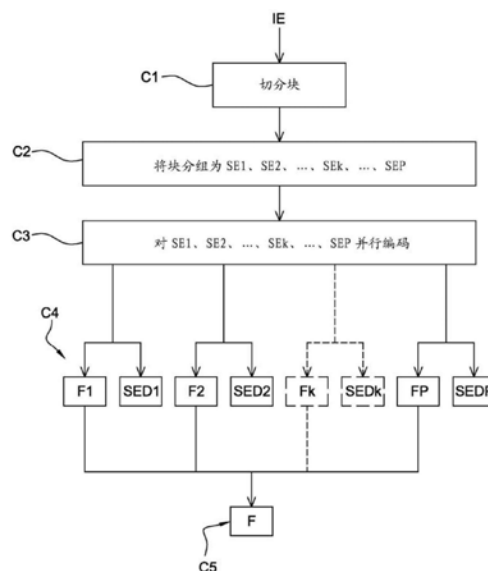 IE
C1
切分块
C2
将块分组为 SE1、SE2、…、SEk、…、SEP
C3
对 SE1、SE2、…、SEk、…、SEP 并行编码
C4
F1 SED1 F2 SED2 Fk SEDk FP SEDP
F
C5